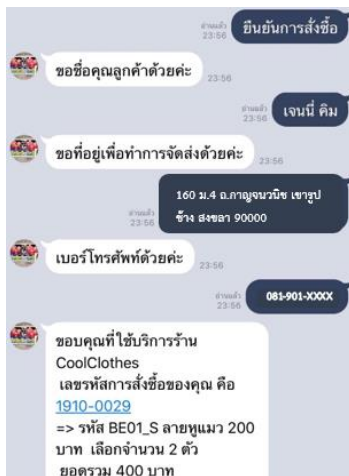 อ่านแล้ว
23:56
ยืนยันการสั่งซื้อ
ขอชื่อคุณลูกค้าด้วยค่ะ
23:56
อ่านแล้ว
23:56
เจนนี่ คิม
ขอที่อยู่เพื่อทำการจัดส่งด้วยค่ะ
23:56
160 ม.4 ถ.กาญจนวนิช เขารูป
ช้าง สงขลา 90000
อ่านแล้ว
23:56
เบอร์โทรศัพท์ด้วยค่ะ
23:56
อ่านแล้ว
23:56
081-901-XXXX
ขอบคุณที่ใช้บริการร้าน
CoolClothes
เลขรหัสการสั่งซื้อของคุณ คือ
1910-0029
=> รหัส BE01_S ลายหูแมว 200
บาท เลือกจำนวน 2 ตัว
ยอดรวม 400 บาท